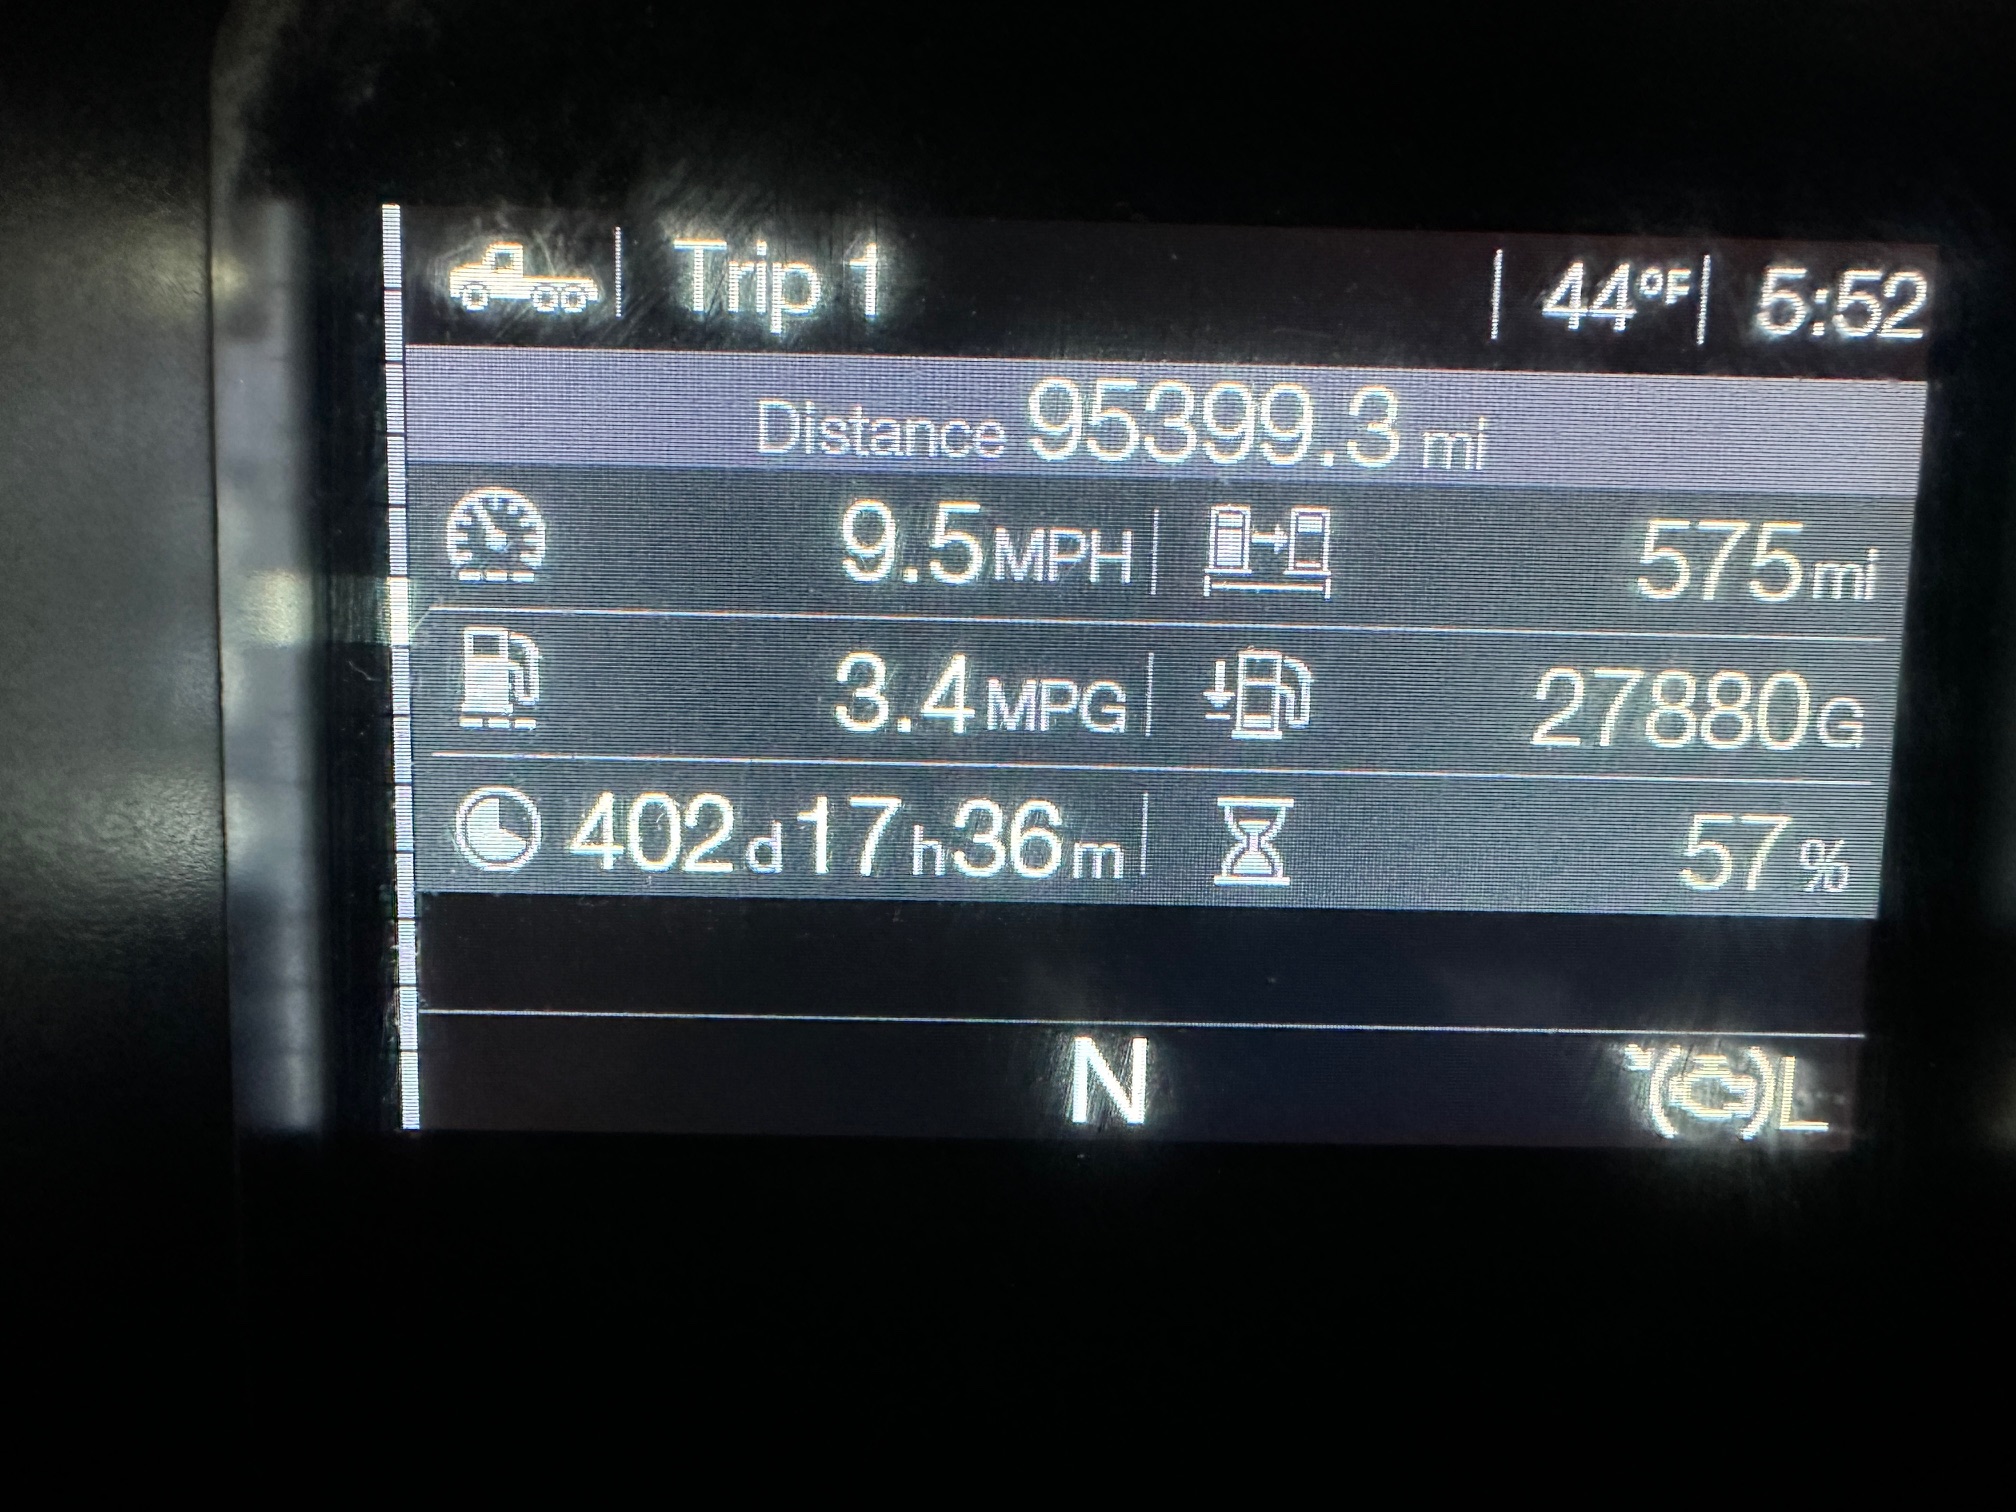 Trip 1 44°F 5:52
Distance 95399.3 mi
9.5 MPH 575 mi
3.4 MPG 27880 G
402 d 17 h 36 m 57 %
N L